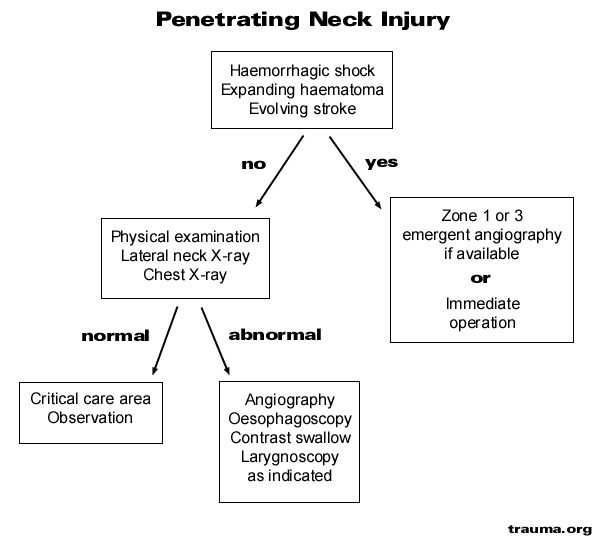 Penetrating Neck Injury
Haemorrhagic shock
Expanding haematoma
Evolving stroke
no
yes
Physical examination
Lateral neck X-ray
Chest X-ray
Zone 1 or 3
emergent angiography
if available
or
Immediate
operation
normal
abnormal
Critical care area
Observation
Angiography
Oesophagoscopy
Contrast swallow
Larygnoscopy
as indicated
trauma.org